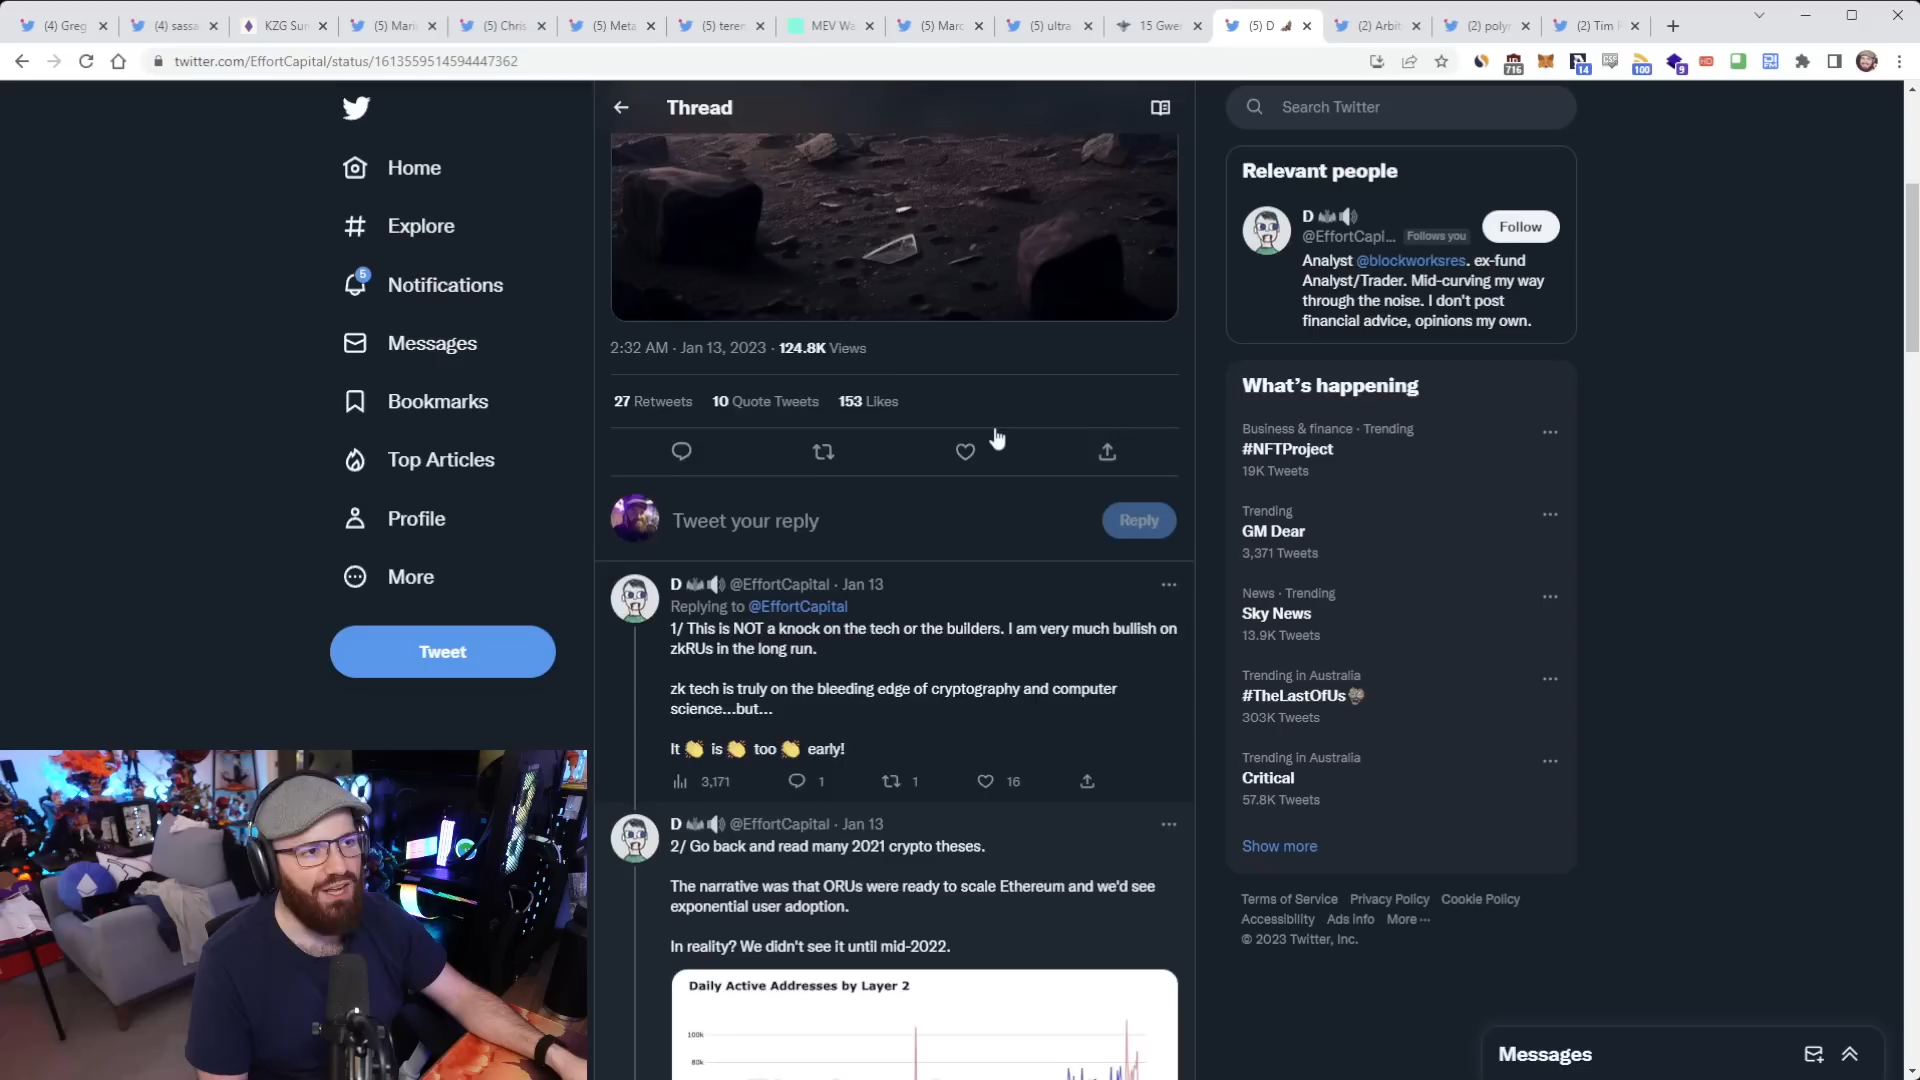 (4) Greg
(4) sassa
KZG Sur
(5) Mari
(5) Chris
(5) Meta
(5) terer
MEV Wa
(5) Marc
(5) ultra
15 Gwei
(5) D
(2) Arbit
(2) polyr
(2) Tim
twitter.com/EffortCapital/status/1613559514594447362
716
14
100
9
Home
Explore
5
Notifications
Messages
Bookmarks
Top Articles
Profile
More
Tweet
Thread
2:32 AM · Jan 13, 2023 · 124.8K Views
27 Retweets 10 Quote Tweets 153 Likes
Tweet your reply
Reply
D @EffortCapital · Jan 13
Replying to @EffortCapital
1/ This is NOT a knock on the tech or the builders. I am very much bullish on
zkRUs in the long run.
zk tech is truly on the bleeding edge of cryptography and computer
science...but...
It 👏 is 👏 too 👏 early!
3,171 1 1 16
D @EffortCapital · Jan 13
2/ Go back and read many 2021 crypto theses.
The narrative was that ORUs were ready to scale Ethereum and we'd see
exponential user adoption.
In reality? We didn't see it until mid-2022.
Daily Active Addresses by Layer 2
100k
80k
Search Twitter
Relevant people
D
@EffortCapi... Follows you
Follow
Analyst @blockworksres. ex-fund
Analyst/Trader. Mid-curving my way
through the noise. I don't post
financial advice, opinions my own.
What's happening
Business & finance · Trending
#NFTProject
19K Tweets
Trending
GM Dear
3,371 Tweets
News · Trending
Sky News
13.9K Tweets
Trending in Australia
#TheLastOfUs
303K Tweets
Trending in Australia
Critical
57.8K Tweets
Show more
Terms of Service Privacy Policy Cookie Policy
Accessibility Ads info More ···
© 2023 Twitter, Inc.
Messages